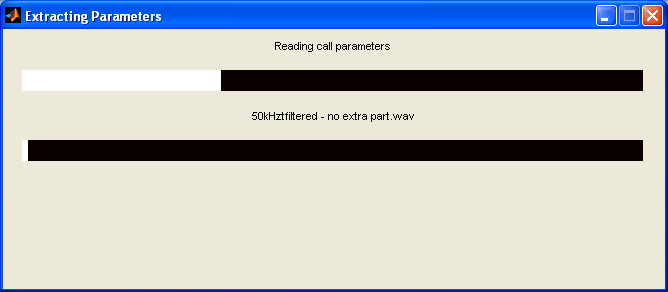 Extracting Parameters
Reading call parameters
50kHztfiltered - no extra part.wav